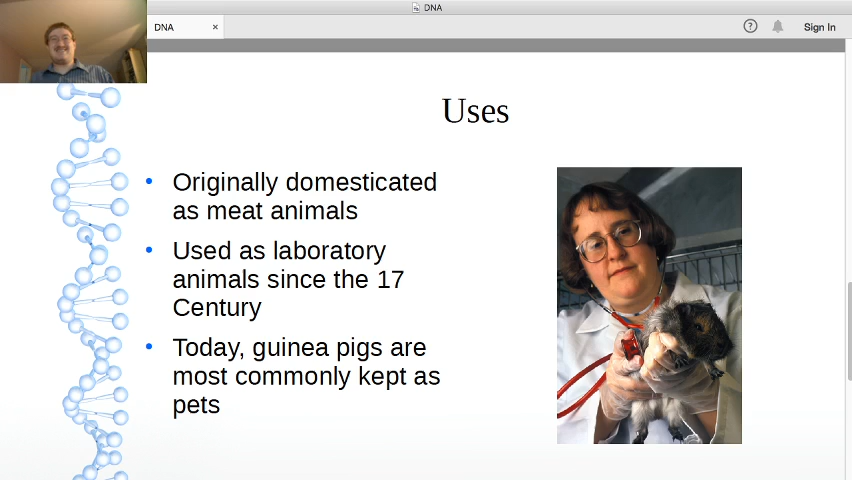 DNA
DNA ×
? Sign In
Uses
• Originally domesticated
as meat animals
• Used as laboratory
animals since the 17
Century
• Today, guinea pigs are
most commonly kept as
pets